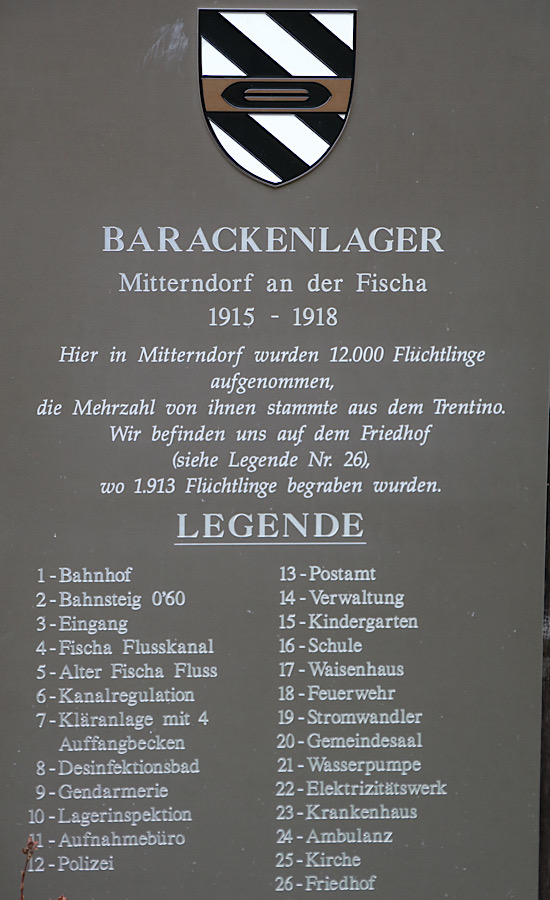 BARACKENLAGER
Mitterndorf an der Fischa
1915 - 1918
Hier in Mitterndorf wurden 12.000 Flüchtlinge
aufgenommen,
die Mehrzahl von ihnen stammte aus dem Trentino.
Wir befinden uns auf dem Friedhof
(siehe Legende Nr. 26),
wo 1.913 Flüchtlinge begraben wurden.
LEGENDE
1-Bahnhof
2-Bahnsteig 0'60
3-Eingang
4-Fischa Flusskanal
5-Alter Fischa Fluss
6-Kanalregulation
7-Kläranlage mit 4
Auffangbecken
8-Desinfektionsbad
9-Gendarmerie
10-Lagerinspektion
11-Aufnahmebüro
12-Polizei
13-Postamt
14-Verwaltung
15-Kindergarten
16-Schule
17-Waisenhaus
18-Feuerwehr
19-Stromwandler
20-Gemeindesaal
21-Wasserpumpe
22-Elektrizitätswerk
23-Krankenhaus
24-Ambulanz
25-Kirche
26-Friedhof